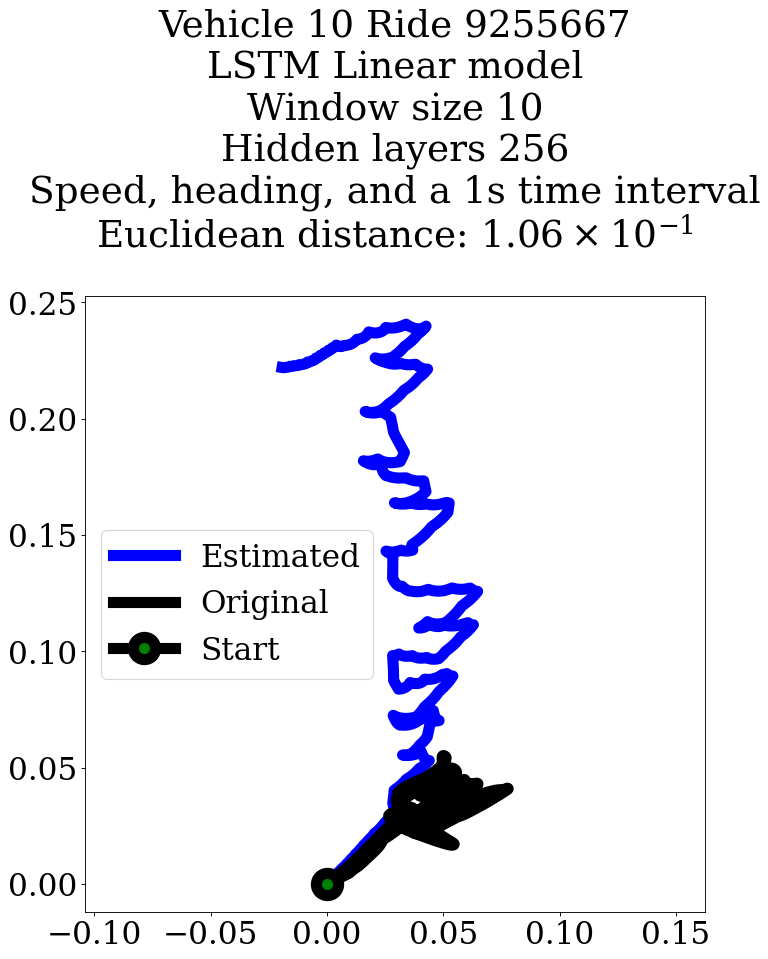 Vehicle 10 Ride 9255667
LSTM Linear model
Window size 10
Hidden layers 256
Speed, heading, and a 1s time interval
Euclidean distance: 1.06 × 10⁻¹
0.25
0.20
0.15
0.10
0.05
0.00
Estimated
Original
Start
−0.10 −0.05 0.00 0.05 0.10 0.15